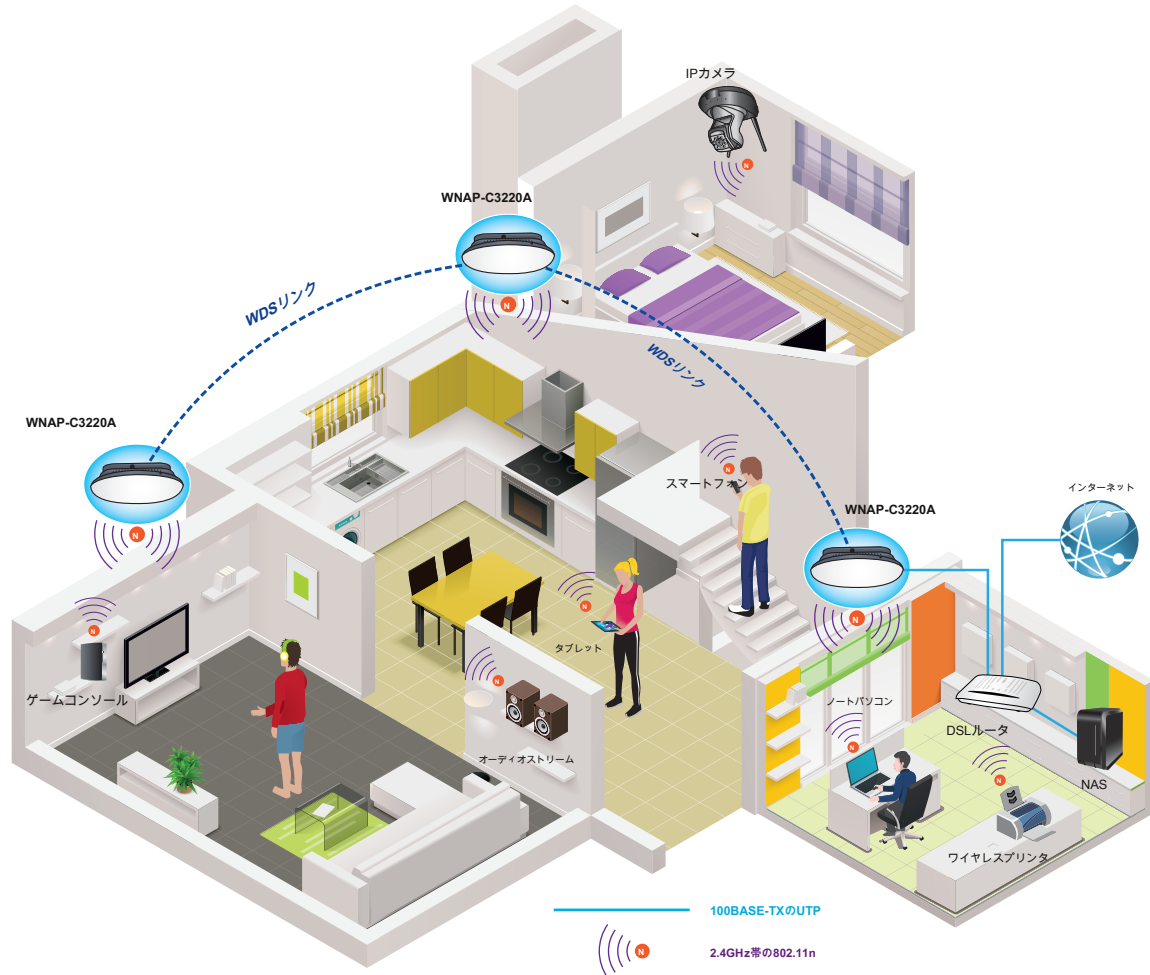 IPカメラ
WNAP-C3220A
WDSリンク
WDSリンク
WNAP-C3220A
スマートフォン
WNAP-C3220A
インターネット
タブレット
ゲームコンソール
オーディオストリーム
ノートパソコン
DSLルータ
NAS
ワイヤレスプリンタ
100BASE-TXのUTP
2.4GHz帯の802.11n
N
N
N
N
N
N
N
N
N
N
N